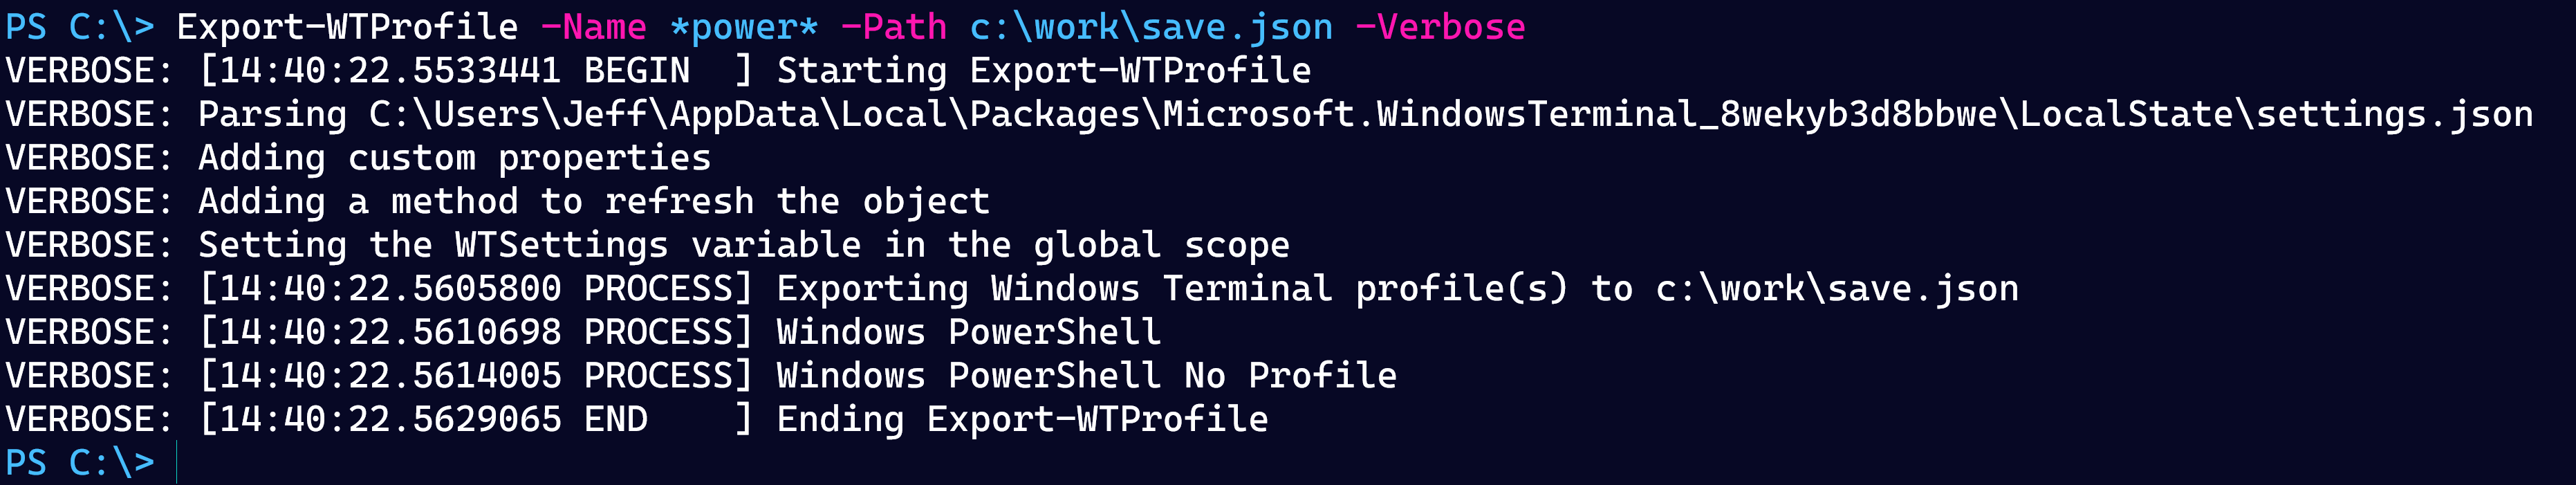 PS C:\> Export-WTProfile -Name *power* -Path c:\work\save.json -Verbose
VERBOSE: [14:40:22.5533441 BEGIN  ] Starting Export-WTProfile
VERBOSE: Parsing C:\Users\Jeff\AppData\Local\Packages\Microsoft.WindowsTerminal_8wekyb3d8bbwe\LocalState\settings.json
VERBOSE: Adding custom properties
VERBOSE: Adding a method to refresh the object
VERBOSE: Setting the WTSettings variable in the global scope
VERBOSE: [14:40:22.5605800 PROCESS] Exporting Windows Terminal profile(s) to c:\work\save.json
VERBOSE: [14:40:22.5610698 PROCESS] Windows PowerShell
VERBOSE: [14:40:22.5614005 PROCESS] Windows PowerShell No Profile
VERBOSE: [14:40:22.5629065 END    ] Ending Export-WTProfile
PS C:\>